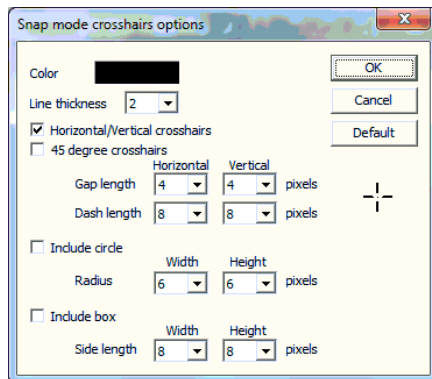 Snap mode crosshairs options
Color
OK
Line thickness 2
Cancel
Horizontal/Vertical crosshairs
Default
45 degree crosshairs
Horizontal Vertical
Gap length 4 4 pixels
Dash length 8 8 pixels
Include circle
Width Height
Radius 6 6 pixels
Include box
Width Height
Side length 8 8 pixels